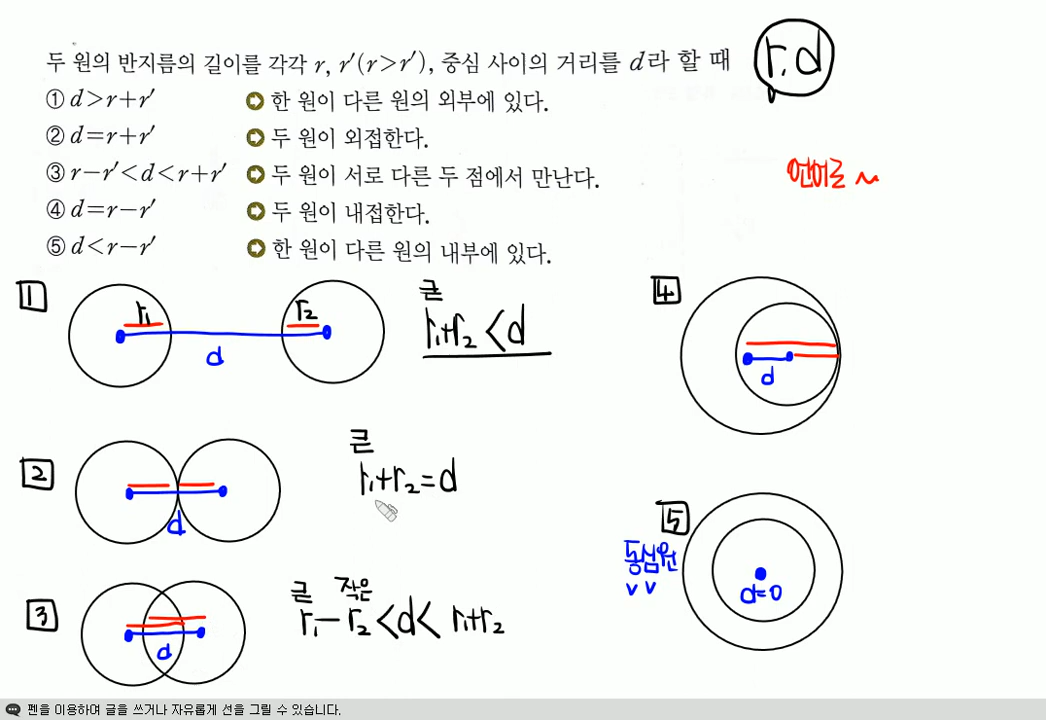 두 원의 반지름의 길이를 각각 r, r′(r>r′), 중심 사이의 거리를 d라 할 때
r, d
① d>r+r′ ➲ 한 원이 다른 원의 외부에 있다.
② d=r+r′ ➲ 두 원이 외접한다.
③ r-r′<d<r+r′ ➲ 두 원이 서로 다른 두 점에서 만난다.
언어로 ~
④ d=r-r′ ➲ 두 원이 내접한다.
⑤ d<r-r′ ➲ 한 원이 다른 원의 내부에 있다.
1
r₁
r₂
d
큰
r₁+r₂<d
4
d
2
d
큰
r₁+r₂=d
5
동심원
d=0
3
d
큰 작은
r₁-r₂<d<r₁+r₂
펜을 이용하여 글을 쓰거나 자유롭게 선을 그릴 수 있습니다.